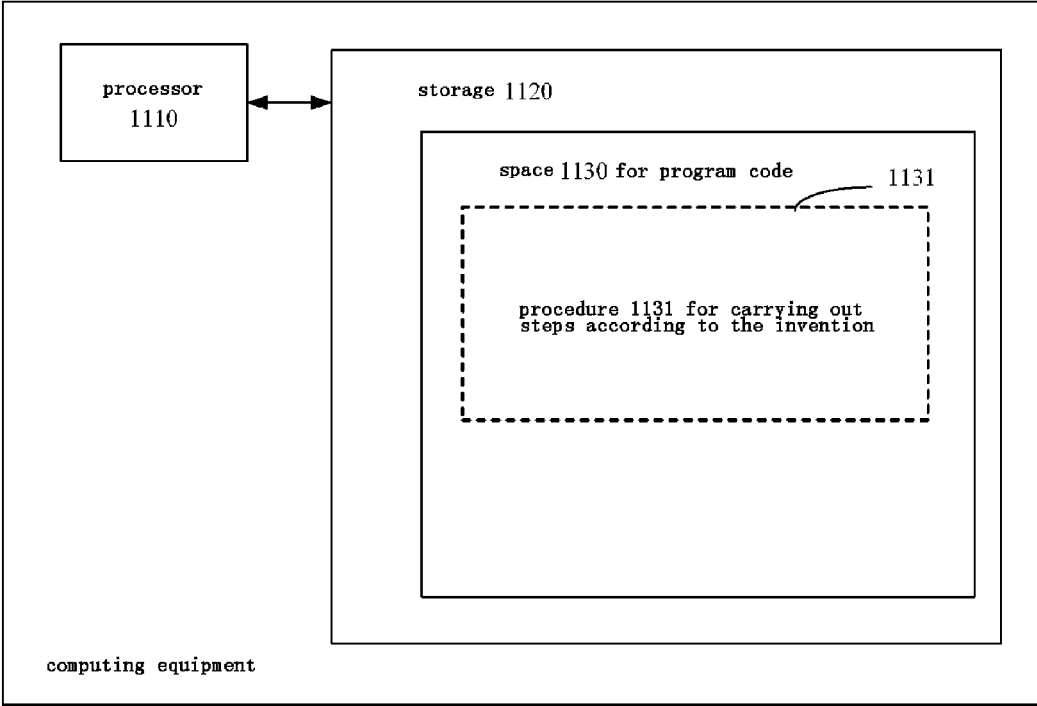 processor
1110
storage 1120
space 1130 for program code
1131
procedure 1131 for carrying out
steps according to the invention
computing equipment